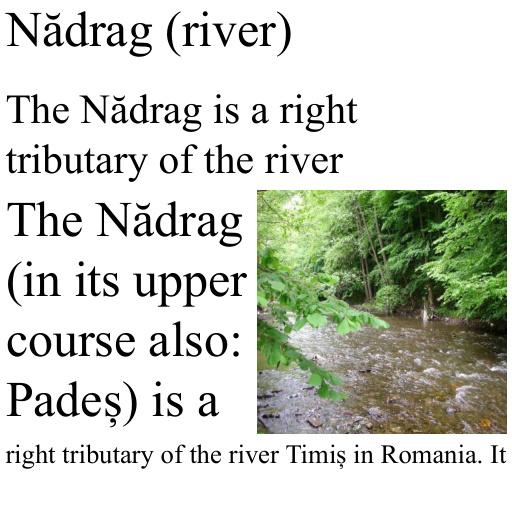 Nădrag (river)
The Nădrag is a right
tributary of the river
The Nădrag
(in its upper
course also:
Padeș) is a
right tributary of the river Timiș in Romania. It